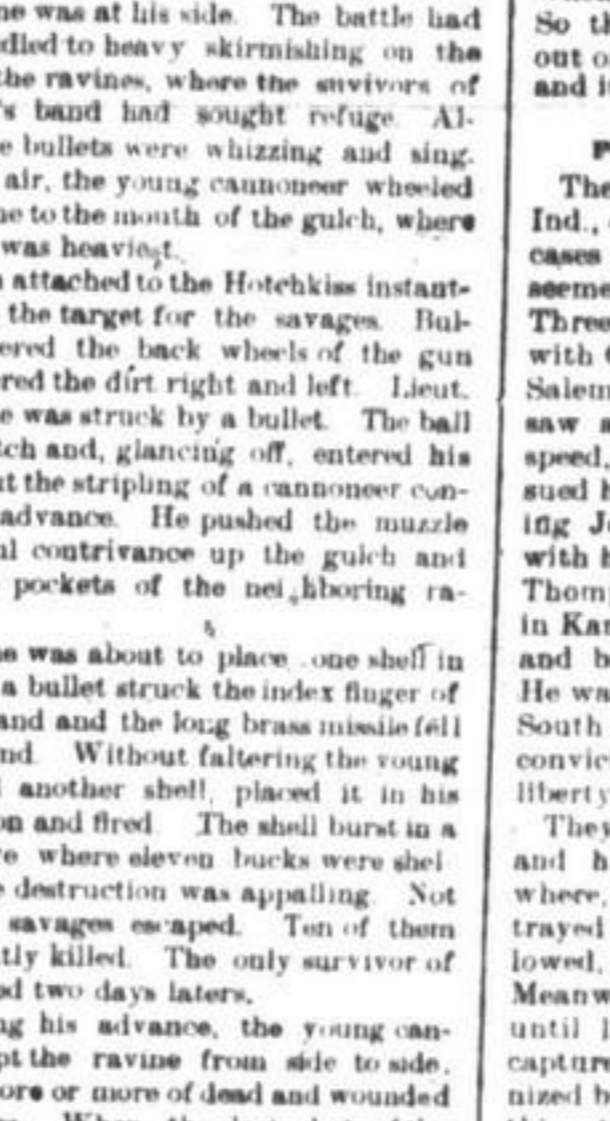 ne was at his side. The battle had
dled to heavy skirmishing on the
the ravines, where the suvivors of
's band had sought refuge. Al-
e bullets were whizzing and sing-
air, the young cannoneer wheeled
ne to the mouth of the gulch, where
was heaviest.
attached to the Hotchkiss instant-
the target for the savages. Bul-
ered the back wheels of the gun
red the dirt right and left. Lieut.
e was struck by a bullet. The ball
tch and, glancing off, entered his
ut the stripling of a cannoneer con-
advance. He pushed the muzzle
ul contrivance up the gulch and
pockets of the neighboring ra-
ne was about to place one shell in
a bullet struck the index finger of
and and the long brass missile fell
nd. Without faltering the young
another shell, placed it in his
on and fired. The shell burst in a
e where eleven bucks were shel-
e destruction was appalling. Not
savages escaped. Ten of them
tly killed. The only survivor of
ed two days laters.
ng his advance, the young can-
pt the ravine from side to side.
ore or more of dead and wounded
So th
out o
and i
The
Ind.,
cases
seeme
Three
with
Salem
saw a
speed,
sued h
ing J
with h
Thom
in Kan
and b
He wa
South
convic
liberty
They
and h
where,
trayed
lowed,
Meanw
until
capture
nized b